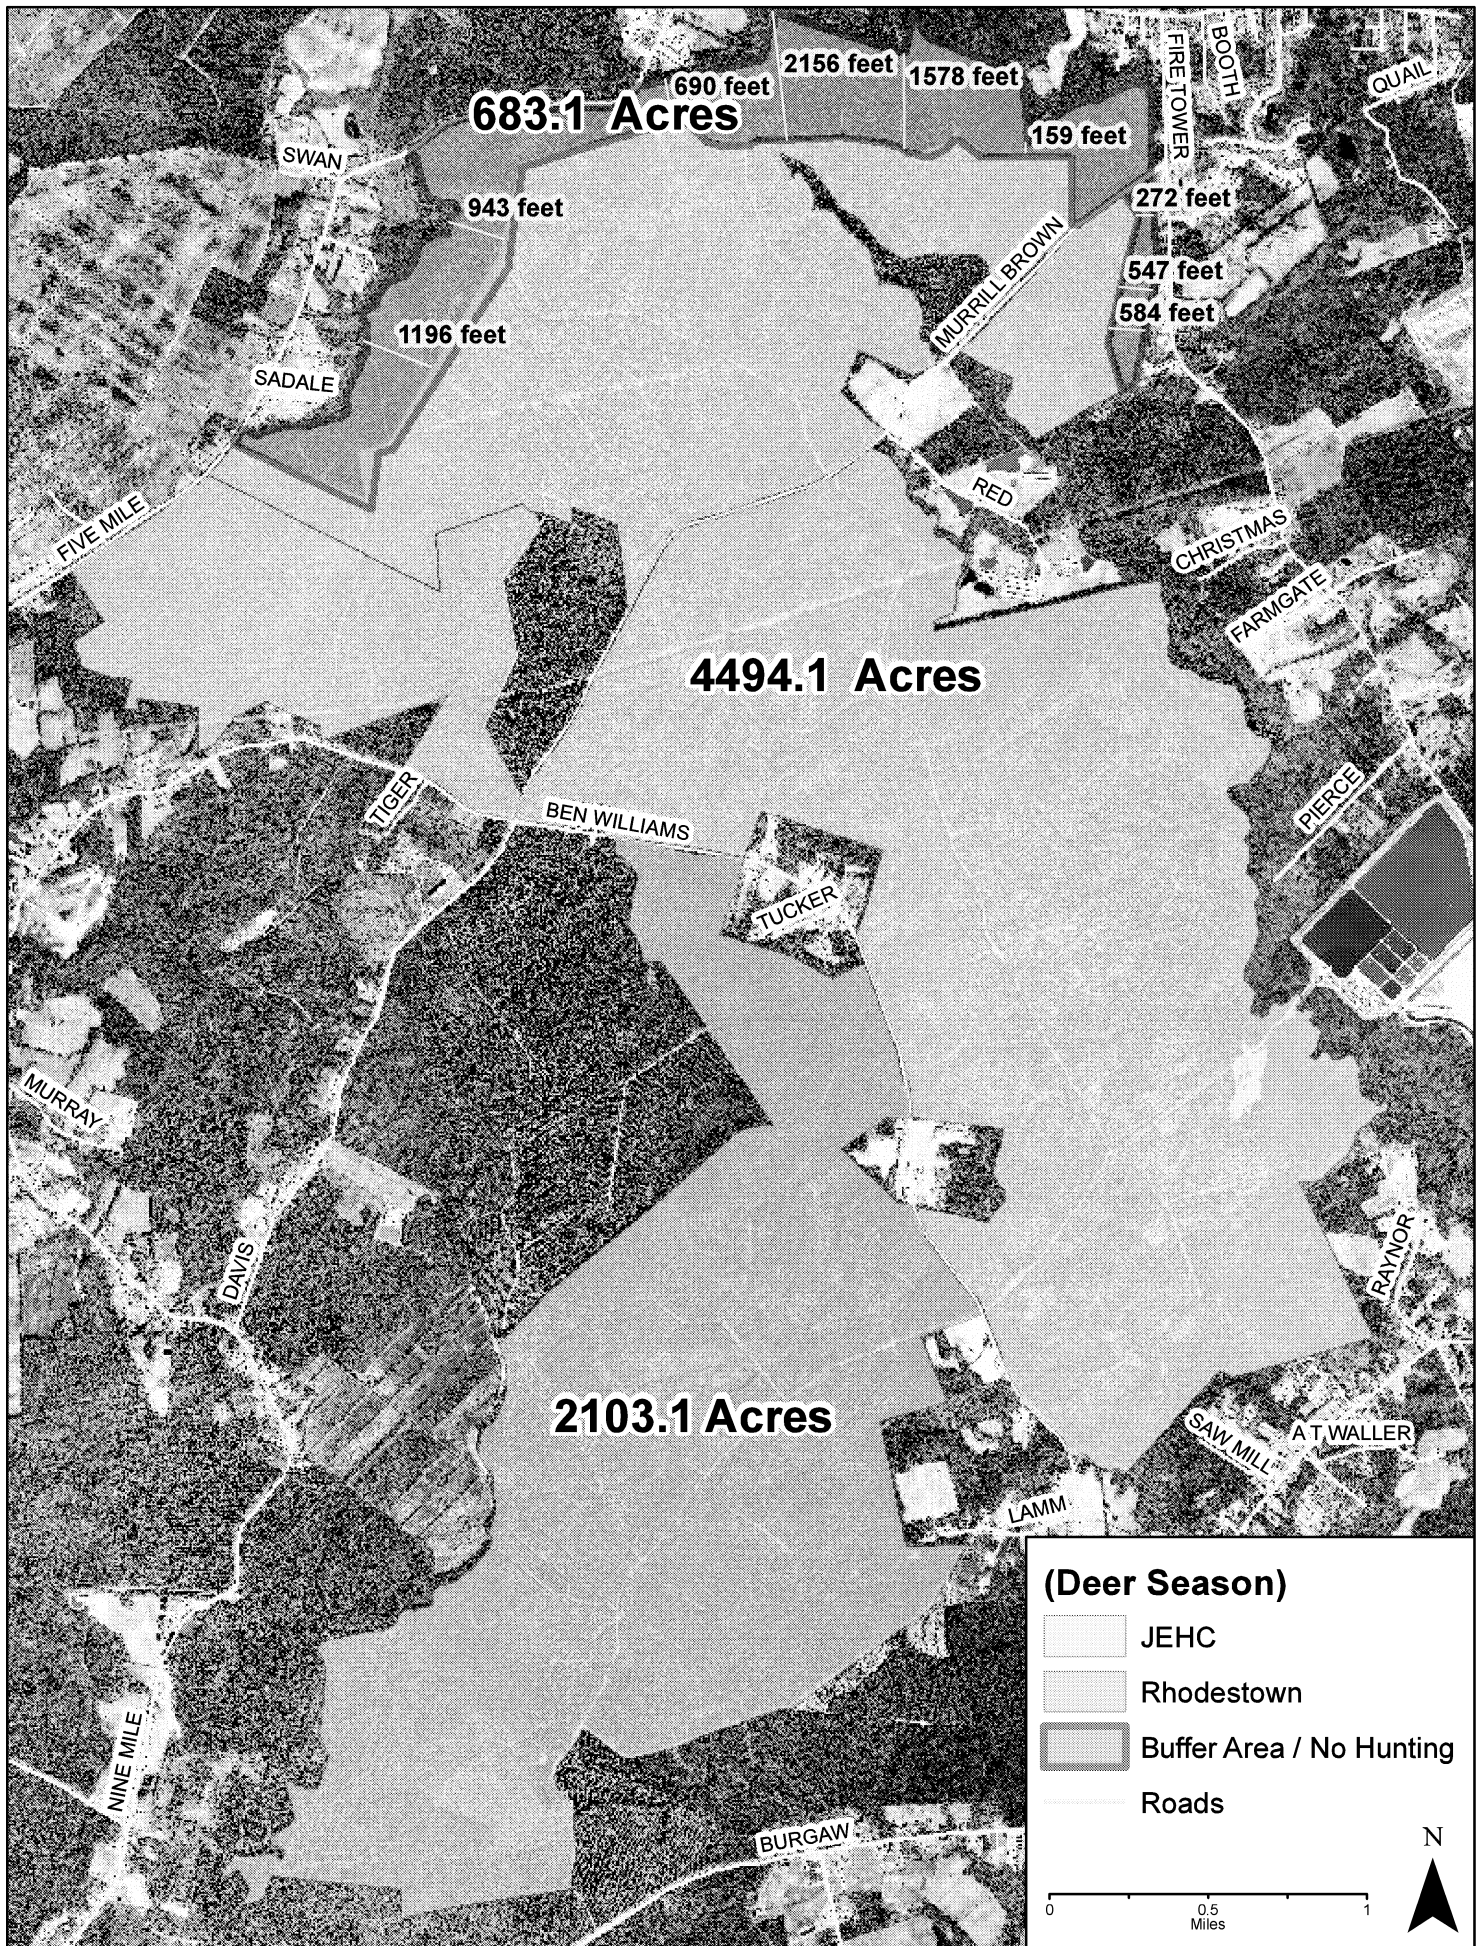 FIRE TOWER
BOOTH
QUAIL
2156 feet
690 feet
1578 feet
683.1 Acres
159 feet
SWAN
272 feet
943 feet
MURRILL BROWN
547 feet
584 feet
1196 feet
SADALE
RED
FIVE MILE
CHRISTMAS
FARMGATE
4494.1 Acres
TIGER
PIERCE
BEN WILLIAMS
TUCKER
MURRAY
DAVIS
RAYNOR
2103.1 Acres
SAW MILL
A T WALLER
LAMM
NINE MILE
BURGAW
(Deer Season)
JEHC
Rhodestown
Buffer Area / No Hunting
Roads
N
0 0.5 1
Miles